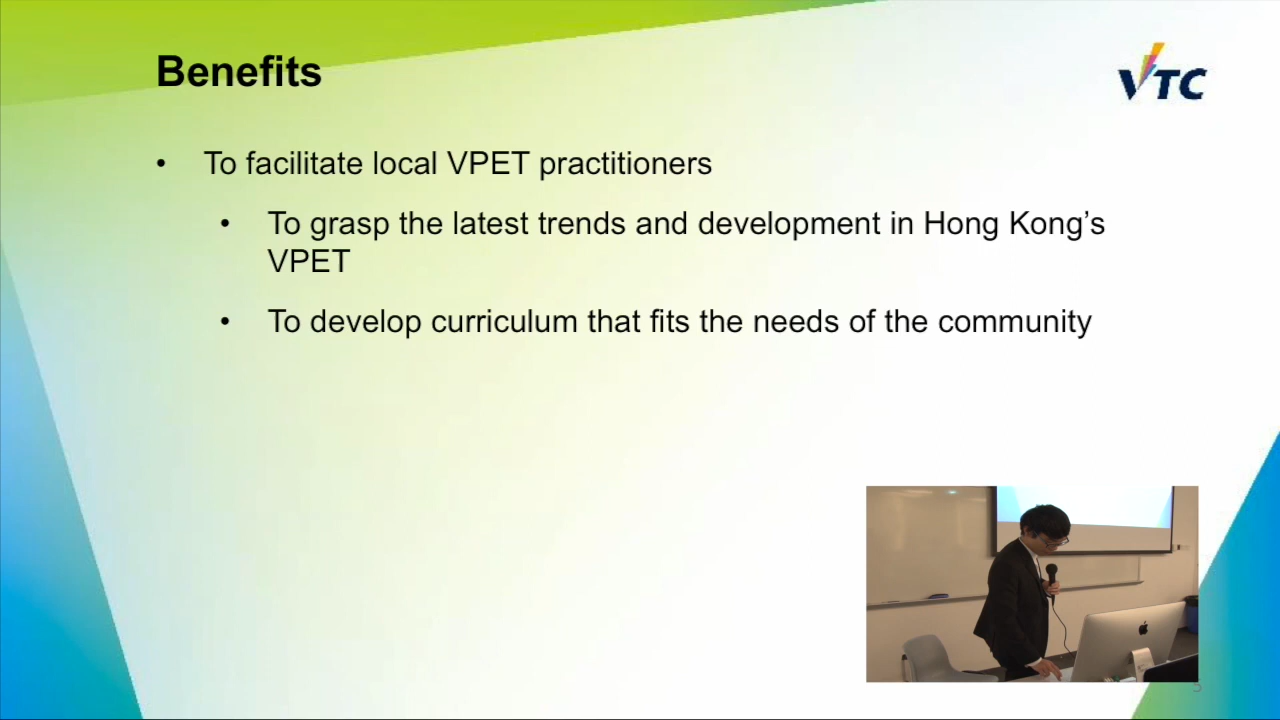 Benefits
VTC
• To facilitate local VPET practitioners
• To grasp the latest trends and development in Hong Kong’s
VPET
• To develop curriculum that fits the needs of the community
5